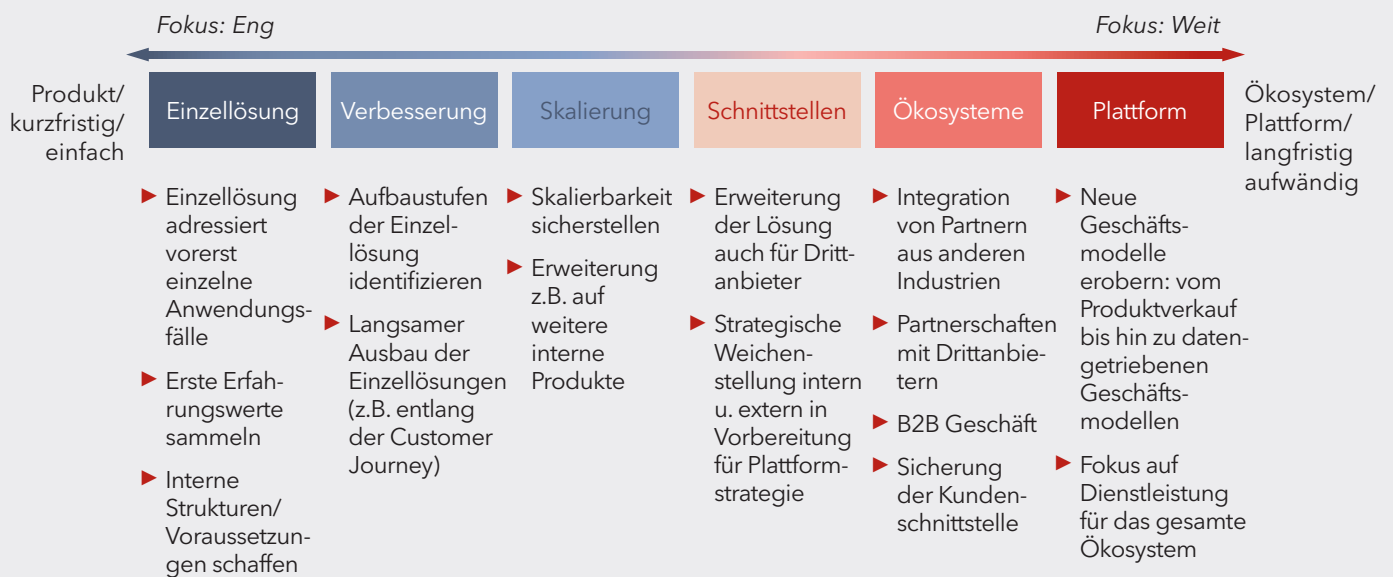 Fokus: Eng
Fokus: Weit
Produkt/
kurzfristig/
einfach
Einzellösung
Verbesserung
Skalierung
Schnittstellen
Ökosysteme
Plattform
Ökosystem/
Plattform/
langfristig
aufwändig
Einzellösung
adressiert
vorerst
einzelne
Anwendungs-
fälle
Erste Erfah-
rungswerte
sammeln
Interne
Strukturen/
Voraussetzun-
gen schaffen
Aufbaustufen
der Einzel-
lösung
identifizieren
Langsamer
Ausbau der
Einzellösungen
(z.B. entlang
der Customer
Journey)
Skalierbarkeit
sicherstellen
Erweiterung
z.B. auf
weitere
interne
Produkte
Erweiterung
der Lösung
auch für Dritt-
anbieter
Strategische
Weichen-
stellung intern
u. extern in
Vorbereitung
für Plattform-
strategie
Integration
von Partnern
aus anderen
Industrien
Partnerschaften
mit Drittanbie-
tern
B2B Geschäft
Sicherung
der Kunden-
schnittstelle
Neue
Geschäfts-
modelle
erobern: vom
Produktverkauf
bis hin zu daten-
getriebenen
Geschäfts-
modellen
Fokus auf
Dienstleistung
für das gesamte
Ökosystem